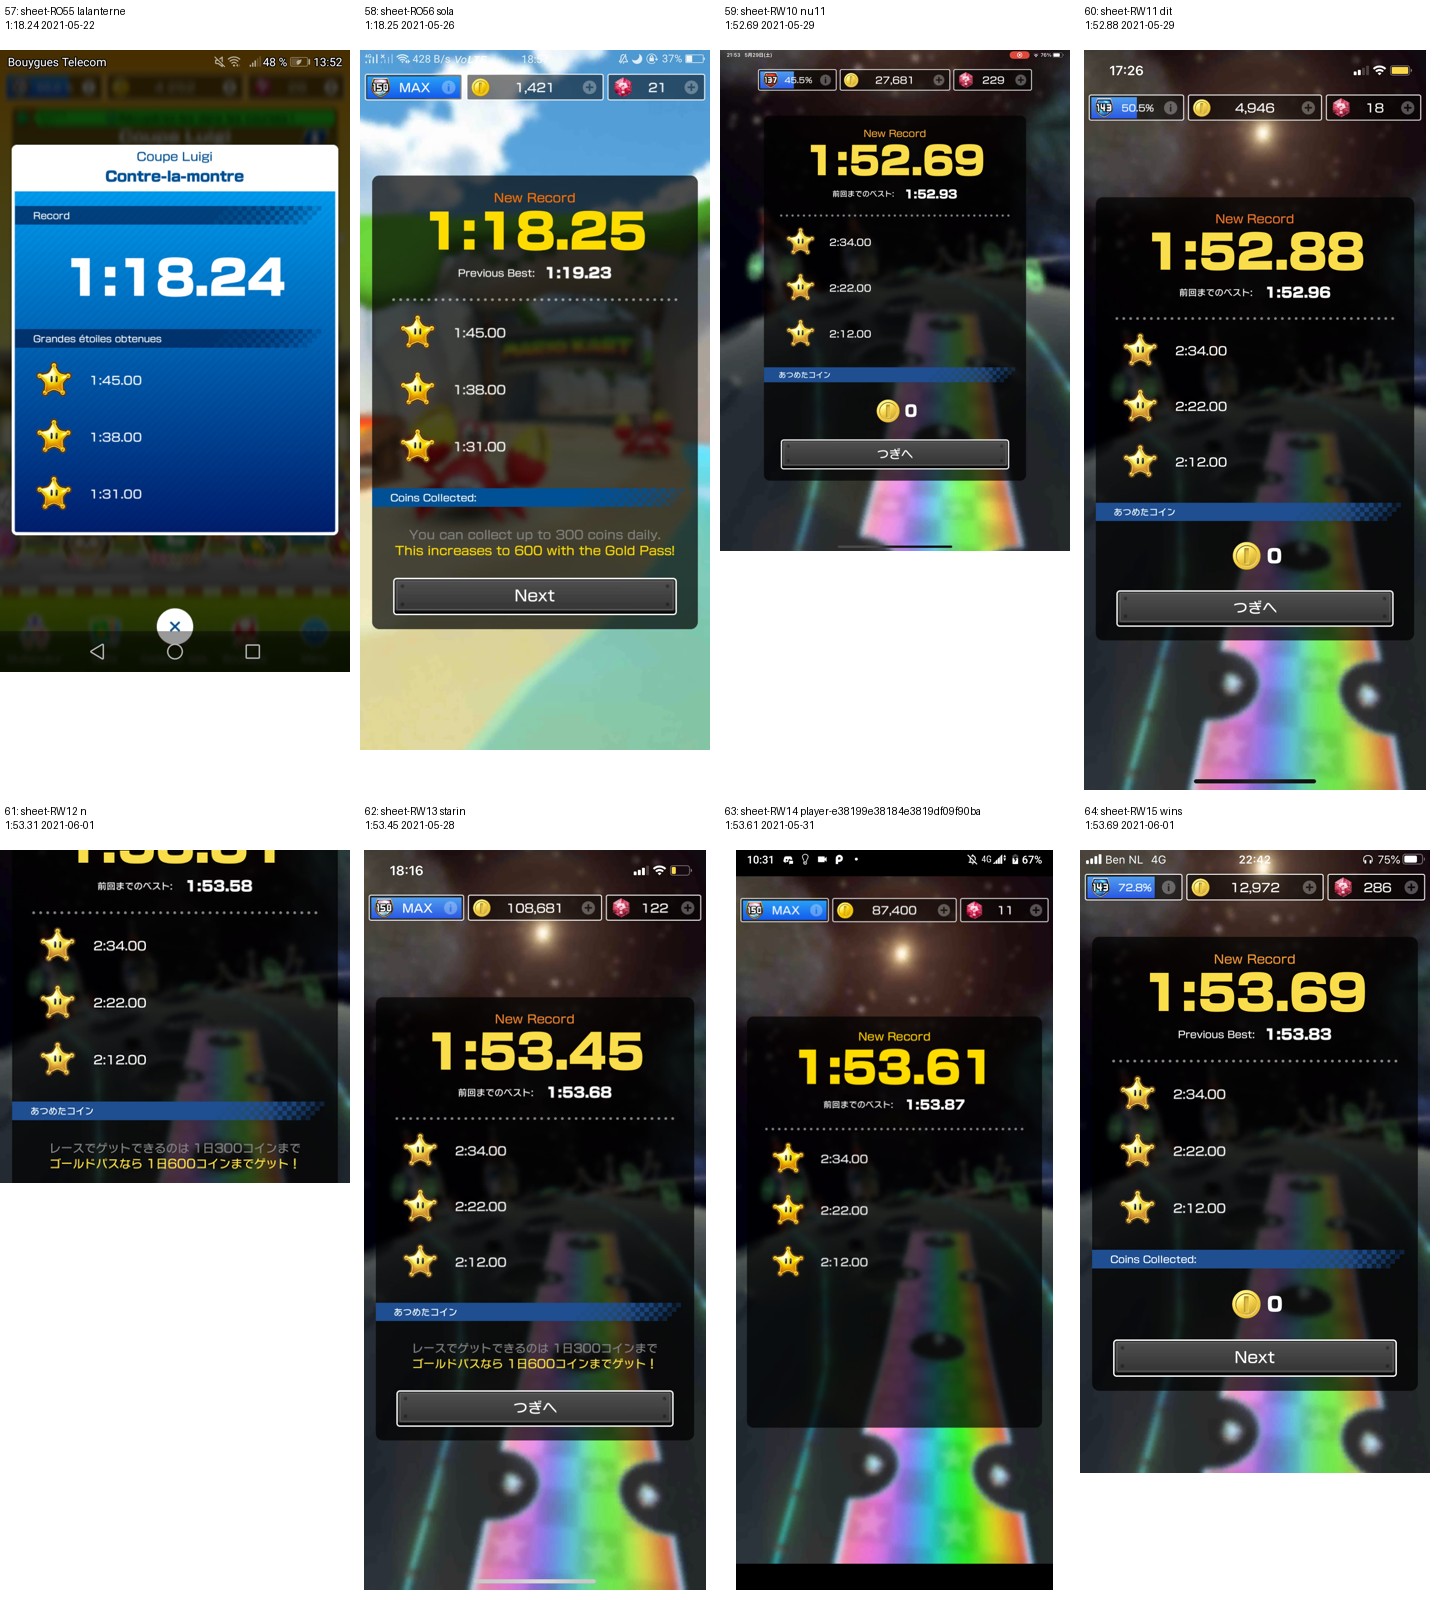 57: sheet-RO55 lalanterne
1:18.24 2021-05-22
Bouygues Telecom
48 %
13:52
Coupe Luigi
Contre-la-montre
Record
1:18.24
Grandes étoiles obtenues
1:45.00
1:38.00
1:31.00
58: sheet-RO56 sola
1:18.25 2021-05-26
428 B/s
37%
150 MAX
1,421
21
New Record
1:18.25
Previous Best: 1:19.23
1:45.00
1:38.00
1:31.00
Coins Collected:
You can collect up to 300 coins daily.
This increases to 600 with the Gold Pass!
Next
59: sheet-RW10 nu11
1:52.69 2021-05-29
21:53 5月29日(土)
76%
137 45.5%
27,681
229
New Record
1:52.69
前回までのベスト: 1:52.93
2:34.00
2:22.00
2:12.00
あつめたコイン
0
つぎへ
60: sheet-RW11 dit
1:52.88 2021-05-29
17:26
143 50.5%
4,946
18
New Record
1:52.88
前回までのベスト: 1:52.96
2:34.00
2:22.00
2:12.00
あつめたコイン
0
つぎへ
61: sheet-RW12 n
1:53.31 2021-06-01
前回までのベスト: 1:53.58
2:34.00
2:22.00
2:12.00
あつめたコイン
レースでゲットできるのは 1日300コインまで
ゴールドパスなら 1日600コインまでゲット！
62: sheet-RW13 starin
1:53.45 2021-05-28
18:16
150 MAX
108,681
122
New Record
1:53.45
前回までのベスト: 1:53.68
2:34.00
2:22.00
2:12.00
あつめたコイン
レースでゲットできるのは 1日300コインまで
ゴールドパスなら 1日600コインまでゲット！
つぎへ
63: sheet-RW14 player-e38199e38184e3819df09f90ba
1:53.61 2021-05-31
10:31
4G
67%
150 MAX
87,400
11
New Record
1:53.61
前回までのベスト: 1:53.87
2:34.00
2:22.00
2:12.00
64: sheet-RW15 wins
1:53.69 2021-06-01
Ben NL 4G
22:42
75%
143 72.8%
12,972
286
New Record
1:53.69
Previous Best: 1:53.83
2:34.00
2:22.00
2:12.00
Coins Collected:
0
Next